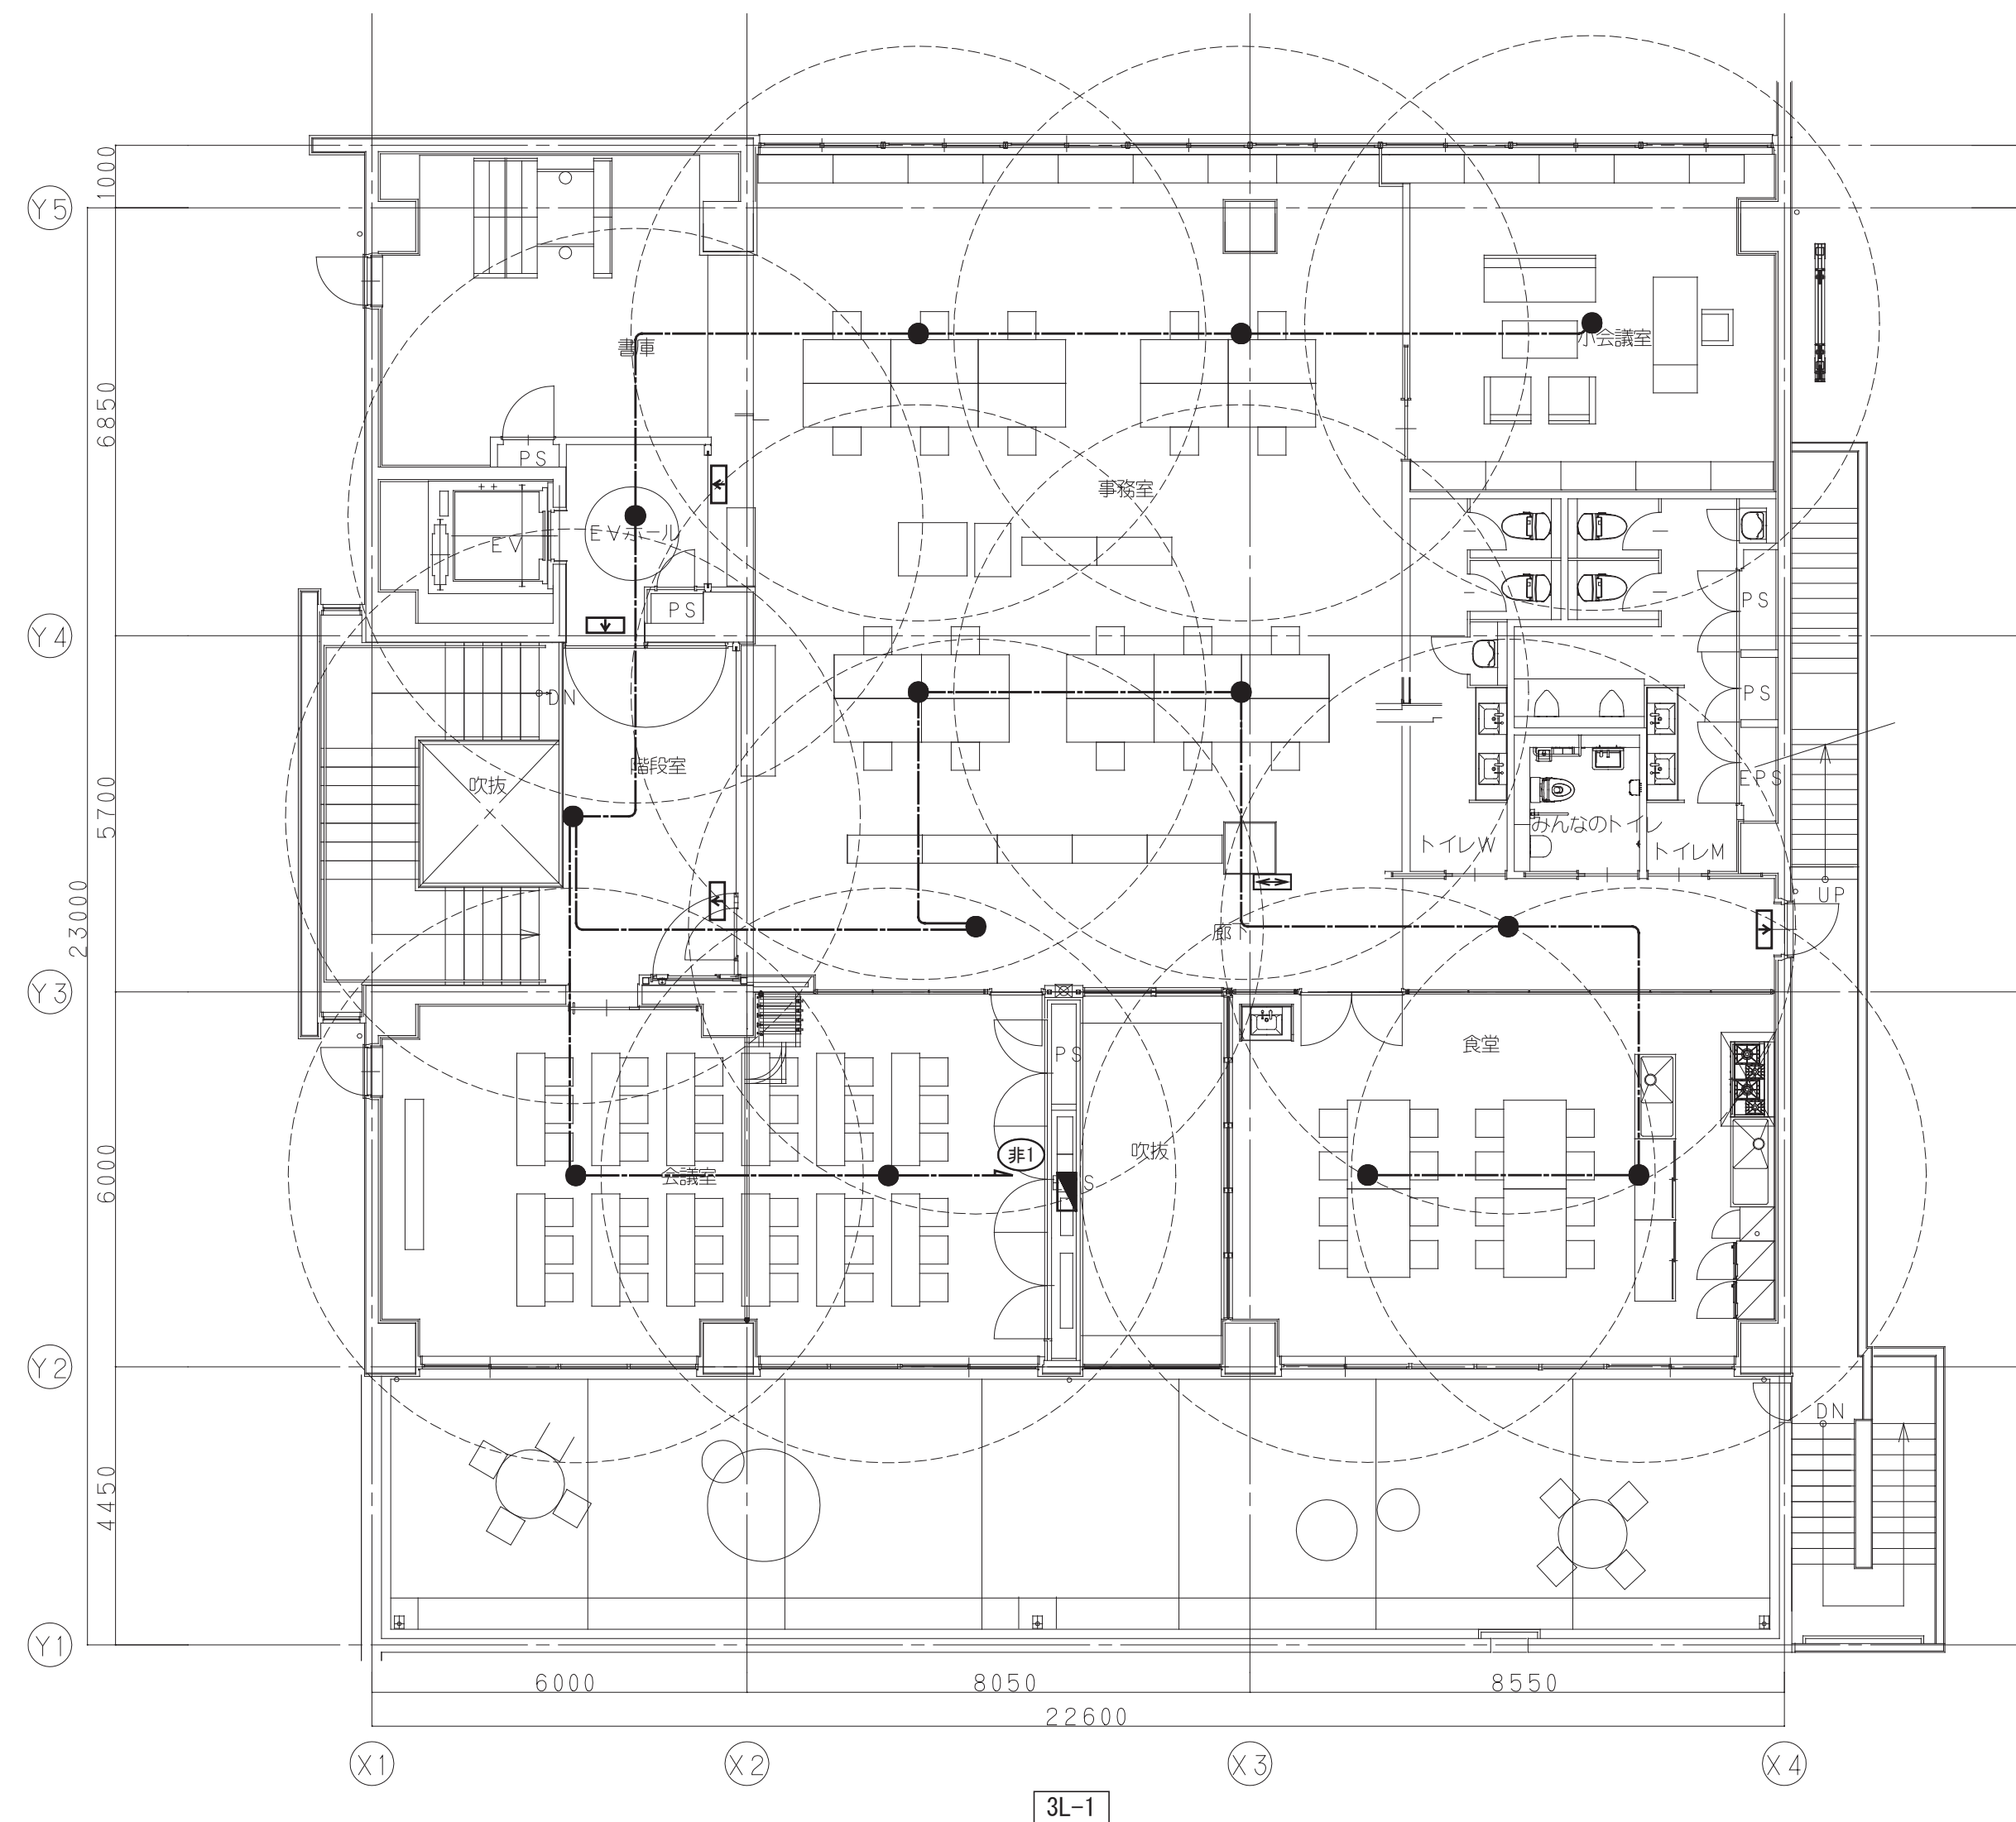 1000
Y5
書庫
小会議室
6850
PS
事務室
EV
EVホール
PS
PS
Y4
DN
PS
階段室
吹抜
EPS
5700
みんなのトイレ
トイレW
トイレM
23000
UP
Y3
食堂
PS
吹抜
非1
6000
会議室
Y2
DN
4450
Y1
6000
8050
8550
22600
X1
X2
X3
X4
3L-1